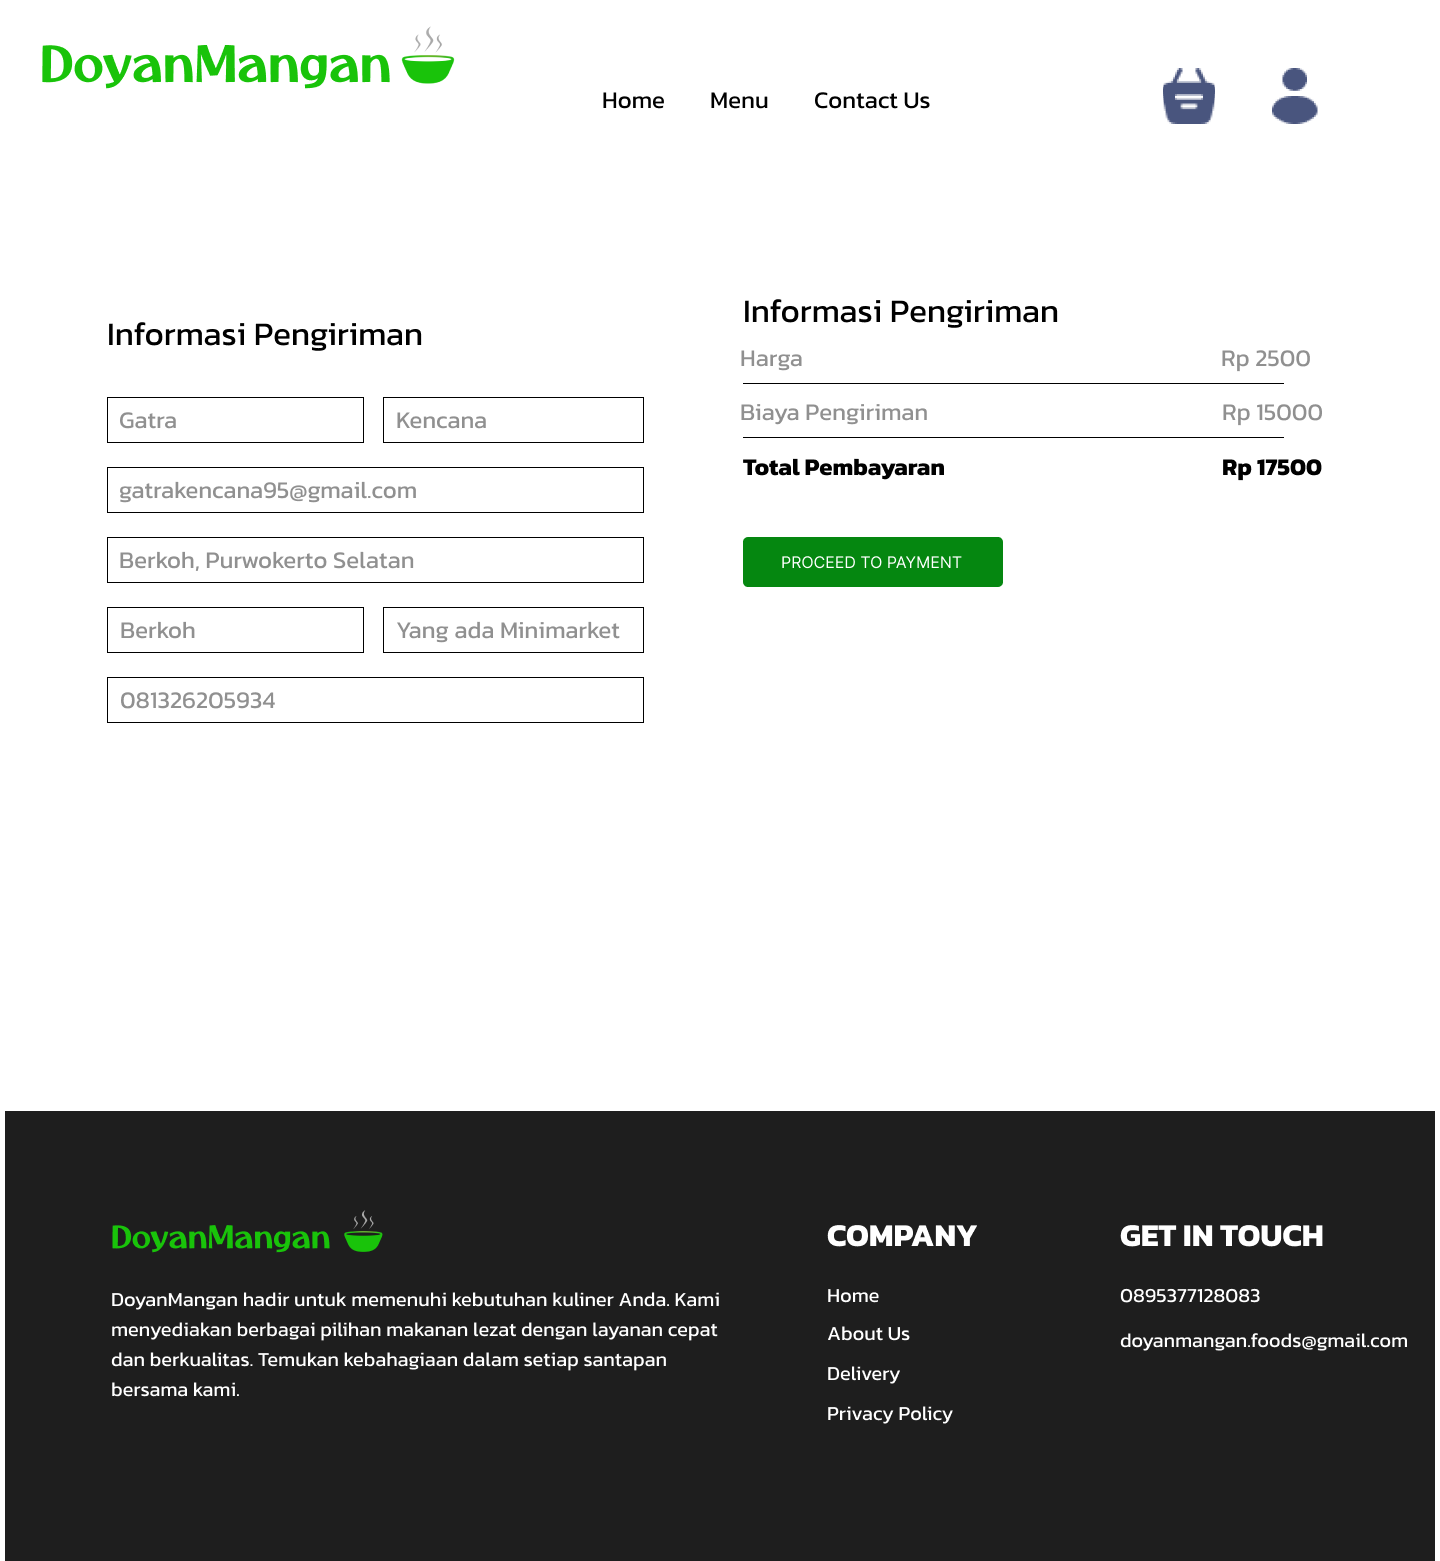 DoyanMangan
Home
Menu
Contact Us
Informasi Pengiriman
Gatra
Kencana
gatrakencana95@gmail.com
Berkoh, Purwokerto Selatan
Berkoh
Yang ada Minimarket
081326205934
Informasi Pengiriman
Harga
Rp 2500
Biaya Pengiriman
Rp 15000
Total Pembayaran
Rp 17500
PROCEED TO PAYMENT
DoyanMangan
DoyanMangan hadir untuk memenuhi kebutuhan kuliner Anda. Kami
menyediakan berbagai pilihan makanan lezat dengan layanan cepat
dan berkualitas. Temukan kebahagiaan dalam setiap santapan
bersama kami.
COMPANY
Home
About Us
Delivery
Privacy Policy
GET IN TOUCH
0895377128083
doyanmangan.foods@gmail.com